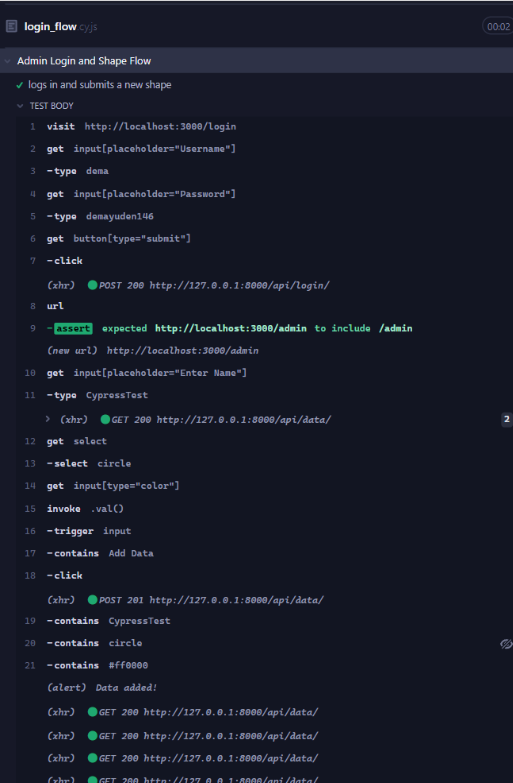 login_flow.cy.js 00:02
Admin Login and Shape Flow
logs in and submits a new shape
TEST BODY
1 visit http://localhost:3000/login
2 get input[placeholder="Username"]
3 -type dema
4 get input[placeholder="Password"]
5 -type demayuden146
6 get button[type="submit"]
7 -click
(xhr) POST 200 http://127.0.0.1:8000/api/login/
8 url
9 -assert expected http://localhost:3000/admin to include /admin
(new url) http://localhost:3000/admin
10 get input[placeholder="Enter Name"]
11 -type CypressTest
(xhr) GET 200 http://127.0.0.1:8000/api/data/ 2
12 get select
13 -select circle
14 get input[type="color"]
15 invoke .val()
16 -trigger input
17 -contains Add Data
18 -click
(xhr) POST 201 http://127.0.0.1:8000/api/data/
19 -contains CypressTest
20 -contains circle
21 -contains #ff0000
(alert) Data added!
(xhr) GET 200 http://127.0.0.1:8000/api/data/
(xhr) GET 200 http://127.0.0.1:8000/api/data/
(xhr) GET 200 http://127.0.0.1:8000/api/data/
(xhr) GET 200 http://127.0.0.1:8000/api/data/